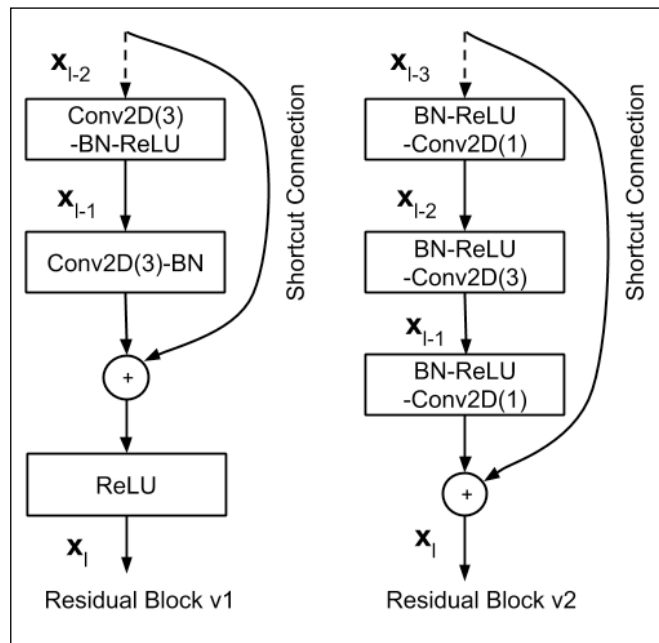 x_{l-2}
Conv2D(3)
-BN-ReLU
x_{l-1}
Conv2D(3)-BN
+
ReLU
x_l
Shortcut Connection
Residual Block v1
x_{l-3}
BN-ReLU
-Conv2D(1)
x_{l-2}
BN-ReLU
-Conv2D(3)
x_{l-1}
BN-ReLU
-Conv2D(1)
+
x_l
Shortcut Connection
Residual Block v2